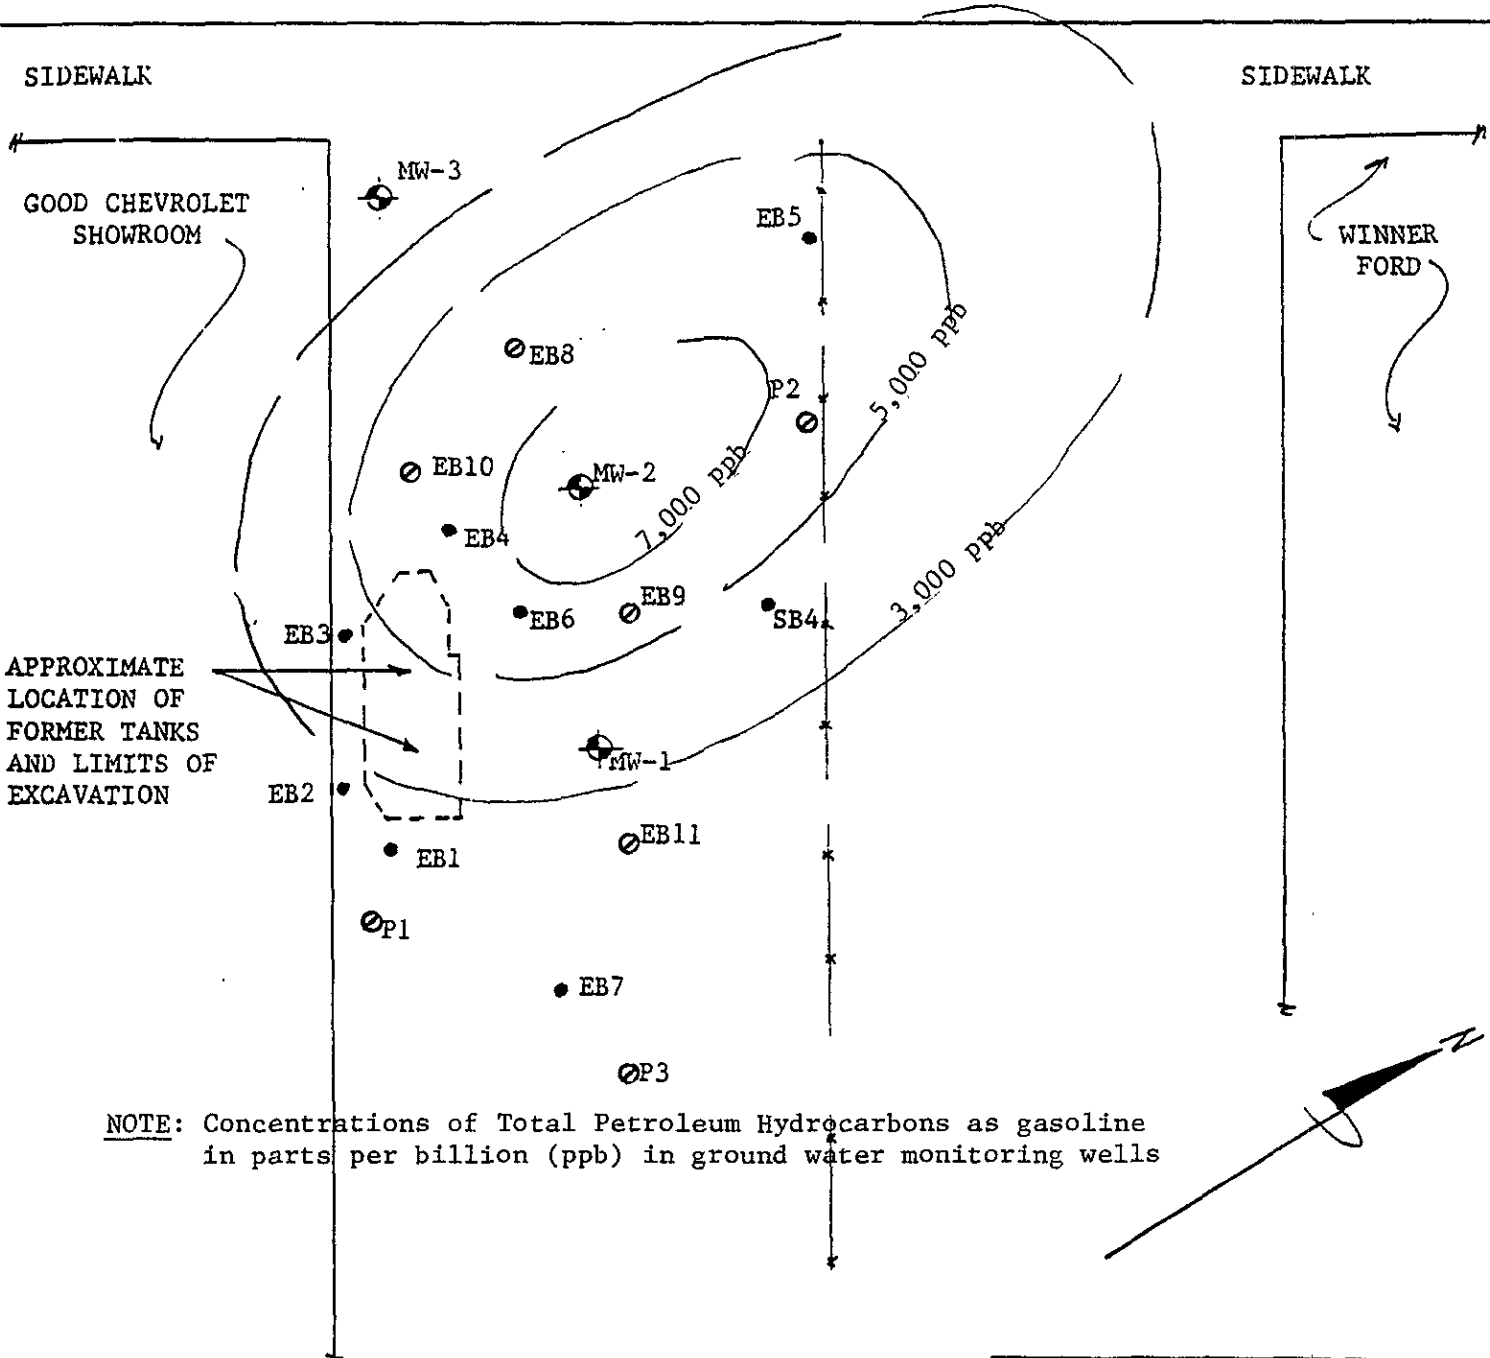 SIDEWALK
SIDEWALK
MW-3
GOOD CHEVROLET
SHOWROOM
EB5
WINNER
FORD
EB8
P2
5,000 ppb
EB10
MW-2
7,000 ppb
EB4
3,000 ppb
EB9
EB6
SB4
EB3
APPROXIMATE
LOCATION OF
FORMER TANKS
AND LIMITS OF
EXCAVATION
MW-1
EB2
EB11
EB1
P1
EB7
P3
N
NOTE: Concentrations of Total Petroleum Hydrocarbons as gasoline
in parts per billion (ppb) in ground water monitoring wells